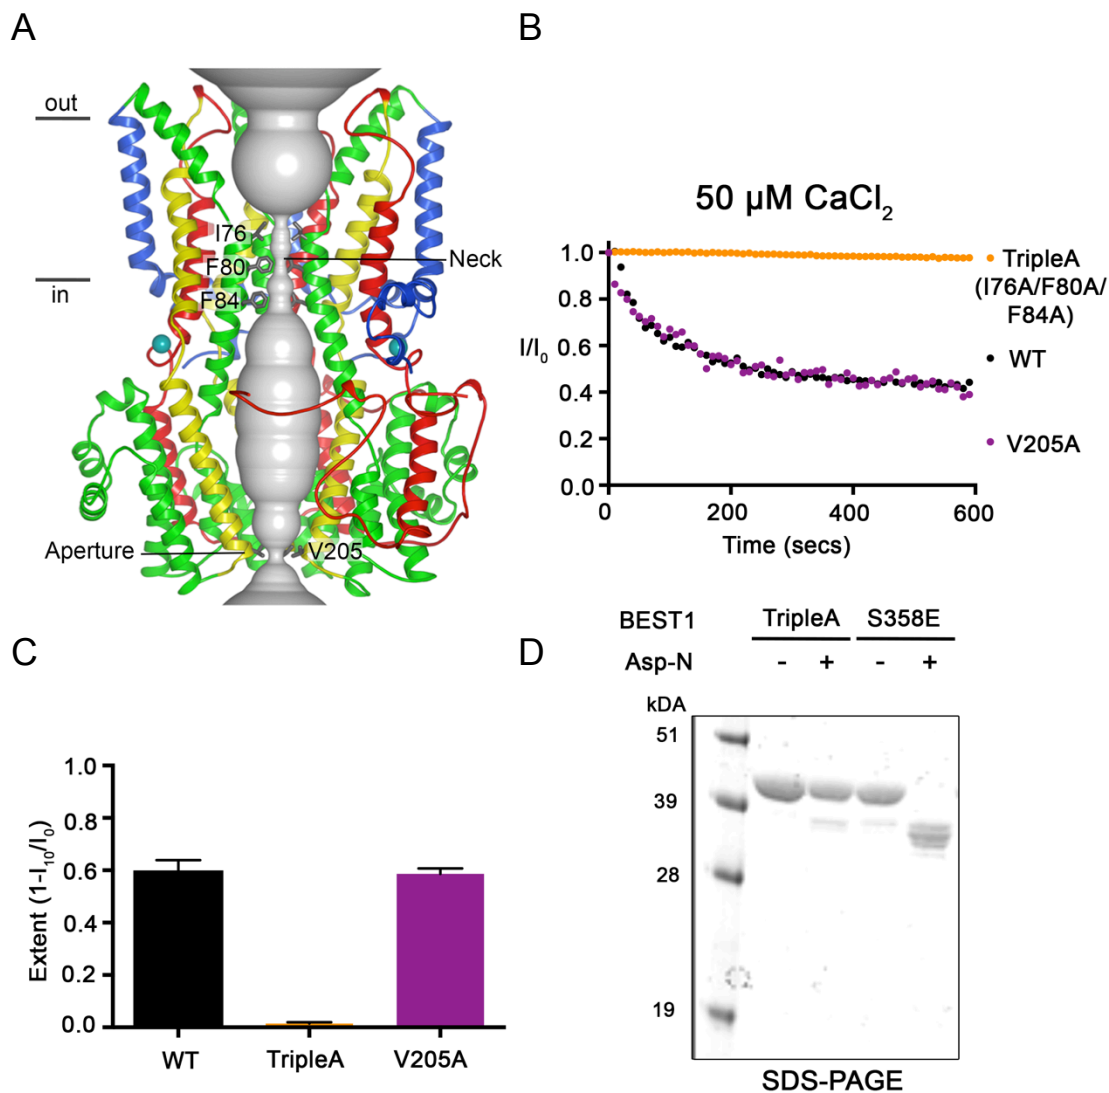 A
out
in
I76
F80
F84
Neck
Aperture
V205
B
50 µM CaCl₂
I/I₀
1.0
0.8
0.6
0.4
0.2
0.0
0
200
400
600
Time (secs)
TripleA
(I76A/F80A/
F84A)
WT
V205A
C
Extent (1-I₁₀/I₀)
1.0
0.8
0.6
0.4
0.2
0.0
WT
TripleA
V205A
D
BEST1 TripleA S358E
Asp-N - + - +
kDA
51
39
28
19
SDS-PAGE